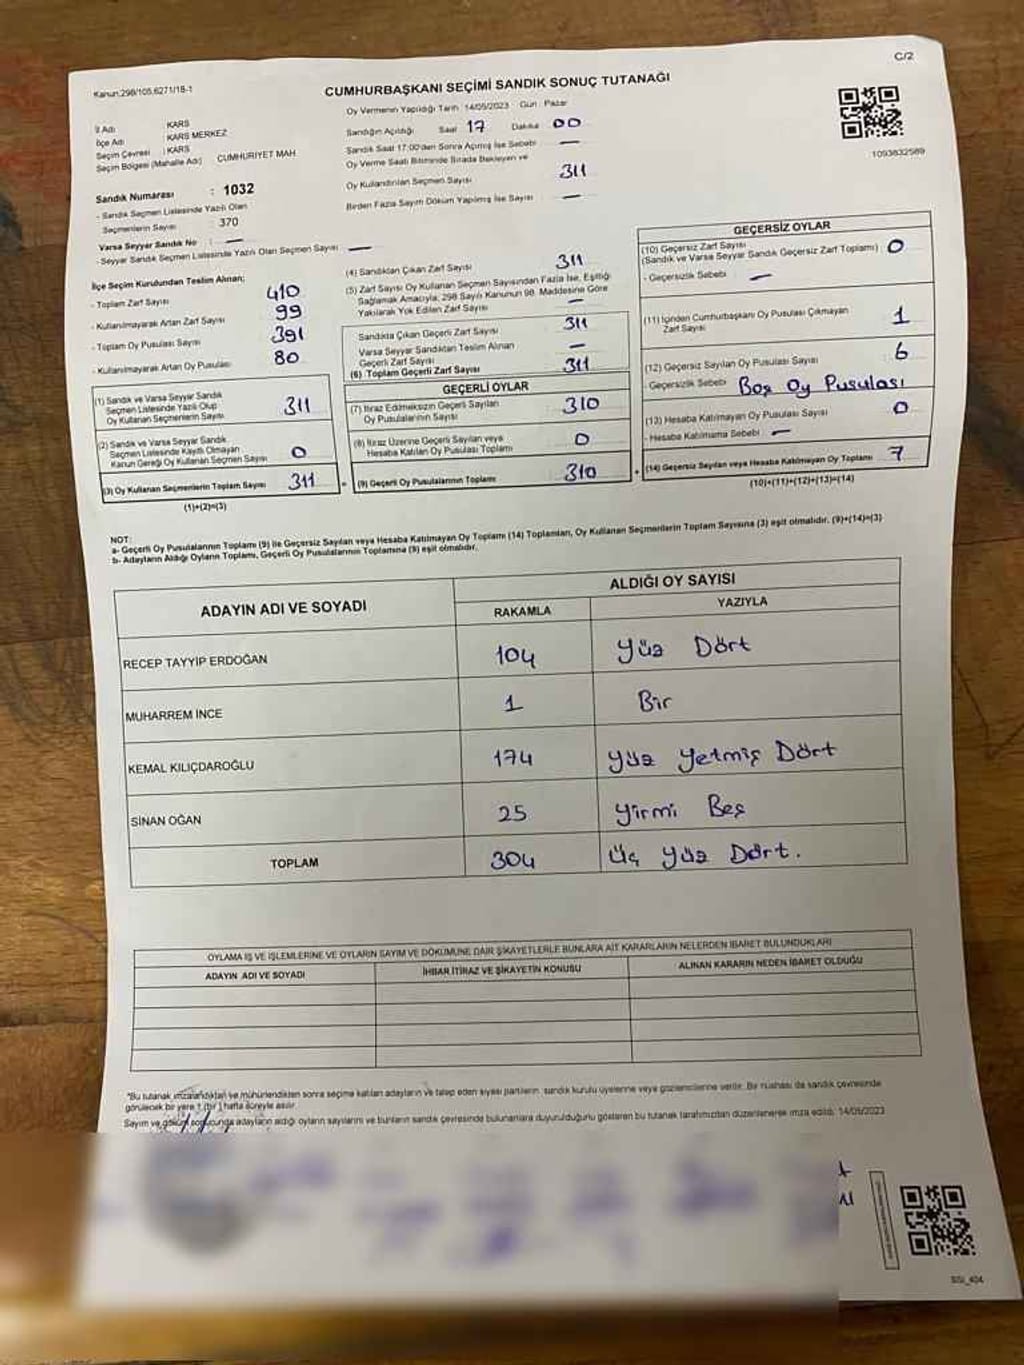 C/2
Kanun:298/105,6271/18-1
CUMHURBAŞKANI SEÇİMİ SANDIK SONUÇ TUTANAĞI
Oy Vermenin Yapıldığı Tarih 14/05/2023 Gün : Pazar
İl Adı KARS
İlçe Adı KARS MERKEZ
Seçim Çevresi : KARS
Seçim Bölgesi (Mahalle Adı) CUMHURİYET MAH
Sandığın Açıldığı Saat 17 Dakika 00
Sandık Saat 17:00'den Sonra Açımış İse Sebebi —
Oy Verme Saati Bitiminde Sırada Bekleyen ve
Oy Kullandırılan Seçmen Sayısı 311
Birden Fazla Sayım Döküm Yapılmış İse Sayısı —
1093832589
Sandık Numarası : 1032
- Sandık Seçmen Listesinde Yazılı Olan
Seçmenlerin Sayısı 370
Varsa Seyyar Sandık No : —
- Seyyar Sandık Seçmen Listesinde Yazılı Olan Seçmen Sayısı —
İlçe Seçim Kurulundan Teslim Alınan;
- Toplam Zarf Sayısı 410
- Kullanılmayarak Artan Zarf Sayısı 99
- Toplam Oy Pusulası Sayısı 391
- Kullanılmayarak Artan Oy Pusulası 80
(1) Sandık ve Varsa Seyyar Sandık
Seçmen Listesinde Yazılı Olup
Oy Kullanan Seçmenlerin Sayısı 311
(2) Sandık ve Varsa Seyyar Sandık
Seçmen Listesinde Kayıtlı Olmayan
Kanun Gereği Oy Kullanan Seçmen Sayısı 0
(3) Oy Kullanan Seçmenlerin Toplam Sayısı 311
(1)+(2)=(3)
(4) Sandıktan Çıkan Zarf Sayısı 311
(5) Zarf Sayısı Oy Kullanan Seçmen Sayısından Fazla İse, Eşitliği
Sağlamak Amacıyla, 298 Sayılı Kanunun 98. Maddesine Göre
Yakılarak Yok Edilen Zarf Sayısı —
Sandıkta Çıkan Geçerli Zarf Sayısı 311
Varsa Seyyar Sandıktan Teslim Alınan
Geçerli Zarf Sayısı —
(6) Toplam Geçerli Zarf Sayısı 311
GEÇERLİ OYLAR
(7) İtiraz Edilmeksizin Geçerli Sayılan
Oy Pusulalarının Sayısı 310
(8) İtiraz Üzerine Geçerli Sayılan veya
Hesaba Katılan Oy Pusulası Toplamı 0
= (9) Geçerli Oy Pusulalarının Toplamı 310
GEÇERSİZ OYLAR
(10) Geçersiz Zarf Sayısı
(Sandık ve Varsa Seyyar Sandık Geçersiz Zarf Toplamı) 0
- Geçersizlik Sebebi : —
(11) İçinden Cumhurbaşkanı Oy Pusulası Çıkmayan
Zarf Sayısı 1
(12) Geçersiz Sayılan Oy Pusulası Sayısı 6
- Geçersizlik Sebebi : Boş Oy Pusulası
(13) Hesaba Katılmayan Oy Pusulası Sayısı 0
- Hesaba Katılmama Sebebi : —
+ (14) Geçersiz Sayılan veya Hesaba Katılmayan Oy Toplamı 7
(10)+(11)+(12)+(13)=(14)
NOT:
a- Geçerli Oy Pusulalarının Toplamı (9) ile Geçersiz Sayılan veya Hesaba Katılmayan Oy Toplamı (14) Toplamları, Oy Kullanan Seçmenlerin Toplam Sayısına (3) eşit olmalıdır. (9)+(14)=(3)
b- Adayların Aldığı Oyların Toplamı, Geçerli Oy Pusulalarının Toplamına (9) eşit olmalıdır.
ADAYIN ADI VE SOYADI ALDIĞI OY SAYISI
RAKAMLA YAZIYLA
RECEP TAYYİP ERDOĞAN 104 Yüz Dört
MUHARREM İNCE 1 Bir
KEMAL KILIÇDAROĞLU 174 Yüz Yetmiş Dört
SİNAN OĞAN 25 Yirmi Beş
TOPLAM 304 Üç Yüz Dört.
OYLAMA İŞ VE İŞLEMLERİNE VE OYLARIN SAYIM VE DÖKÜMÜNE DAİR ŞİKAYETLERLE BUNLARA AİT KARARLARIN NELERDEN İBARET BULUNDUKLARI
ADAYIN ADI VE SOYADI İHBAR İTİRAZ VE ŞİKAYETİN KONUSU ALINAN KARARIN NEDEN İBARET OLDUĞU
*Bu tutanak imzalandıktan ve mühürlendikten sonra seçime katılan adayların ve talep eden siyasi partilerin sandık kurulu üyelerine veya gözlemcilerine verilir. Bir nüshası da sandık çevresinde
görülecek bir yere 1 (bir) hafta süreyle asılır
Sayım ve döküm sonucunda adayların aldığı oyların sayılarını ve bunların sandık çevresinde bulunanlara duyurulduğunu gösteren bu tutanak tarafımızdan düzenlenerek imza edildi. 14/05/2023
SSI_404